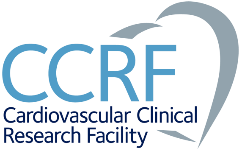 CCRF
Cardiovascular Clinical
Research Facility